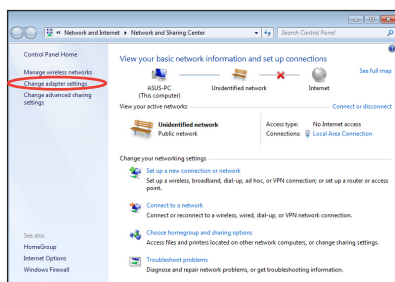 « Network and Internet ▸ Network and Sharing Center
Search Control Panel
Control Panel Home
Manage wireless networks
Change adapter settings
Change advanced sharing
settings
See also
HomeGroup
Internet Options
Windows Firewall
View your basic network information and set up connections
See full map
ASUS-PC
(This computer)
Unidentified network
Internet
View your active networks
Connect or disconnect
Unidentified network
Public network
Access type: No Internet access
Connections: Local Area Connection
Change your networking settings
Set up a new connection or network
Set up a wireless, broadband, dial-up, ad hoc, or VPN connection; or set up a router or access
point.
Connect to a network
Connect or reconnect to a wireless, wired, dial-up, or VPN network connection.
Choose homegroup and sharing options
Access files and printers located on other network computers, or change sharing settings.
Troubleshoot problems
Diagnose and repair network problems, or get troubleshooting information.